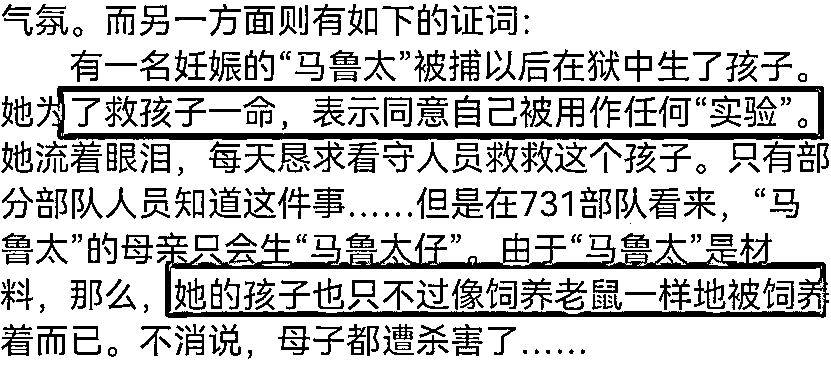 气氛。而另一方面则有如下的证词：
有一名妊娠的“马鲁太”被捕以后在狱中生了孩子。
她为了救孩子一命，表示同意自己被用作任何“实验”。
她流着眼泪，每天恳求看守人员救救这个孩子。只有部
分部队人员知道这件事……但是在731部队看来，“马
鲁太”的母亲只会生“马鲁太仔”。由于“马鲁太”是材
料，那么，她的孩子也只不过像饲养老鼠一样地被饲养
着而已。不消说，母子都遭杀害了……